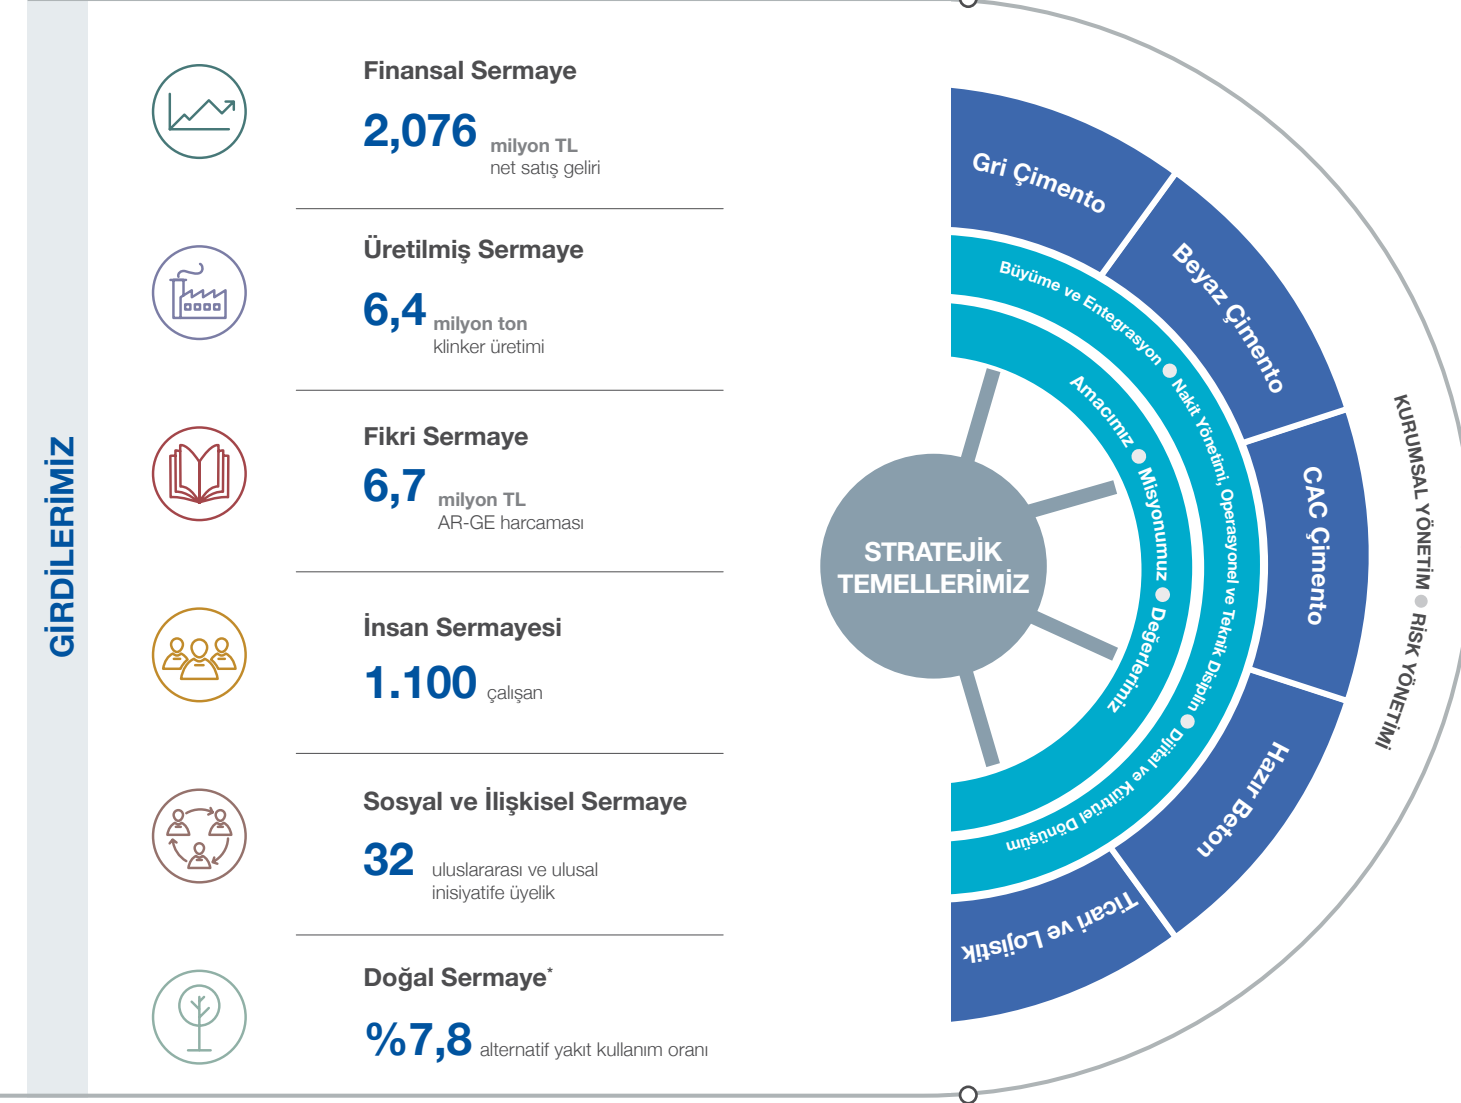 GİRDİLERİMİZ
Finansal Sermaye
2,076 milyon TL
net satış geliri
Üretilmiş Sermaye
6,4 milyon ton
klinker üretimi
Fikri Sermaye
6,7 milyon TL
AR-GE harcaması
İnsan Sermayesi
1.100 çalışan
Sosyal ve İlişkisel Sermaye
32 uluslararası ve ulusal
inisiyatife üyelik
Doğal Sermaye*
%7,8 alternatif yakıt kullanım oranı
STRATEJİK
TEMELLERİMİZ
Amacımız ● Misyonumuz ● Değerlerimiz
Büyüme ve Entegrasyon ● Nakit Yönetimi, Operasyonel ve Teknik Disiplin ● Dijital ve Kültrüel Dönüşüm
Gri Çimento
Beyaz Çimento
CAC Çimento
Hazır Beton
Ticari ve Lojistik
KURUMSAL YÖNETİM ● RİSK YÖNETİMİ